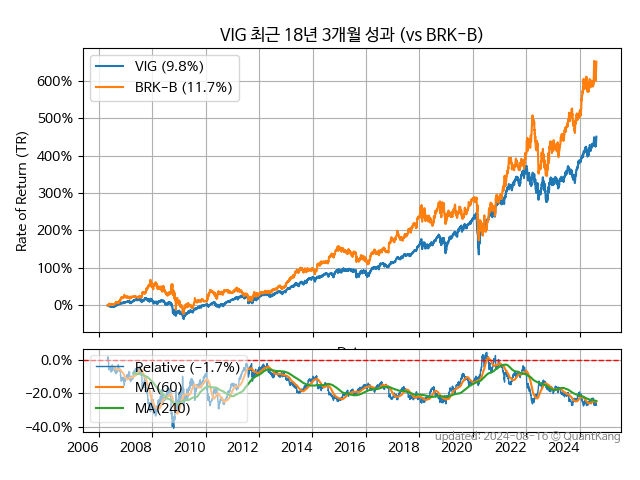 VIG 최근 18년 3개월 성과 (vs BRK-B)
VIG (9.8%)
BRK-B (11.7%)
Rate of Return (TR)
600%
500%
400%
300%
200%
100%
0%
0.0%
−20.0%
−40.0%
Relative (−1.7%)
MA(60)
MA(240)
2006 2008 2010 2012 2014 2016 2018 2020 2022 2024
updated: 2024-08-16 © QuantKang